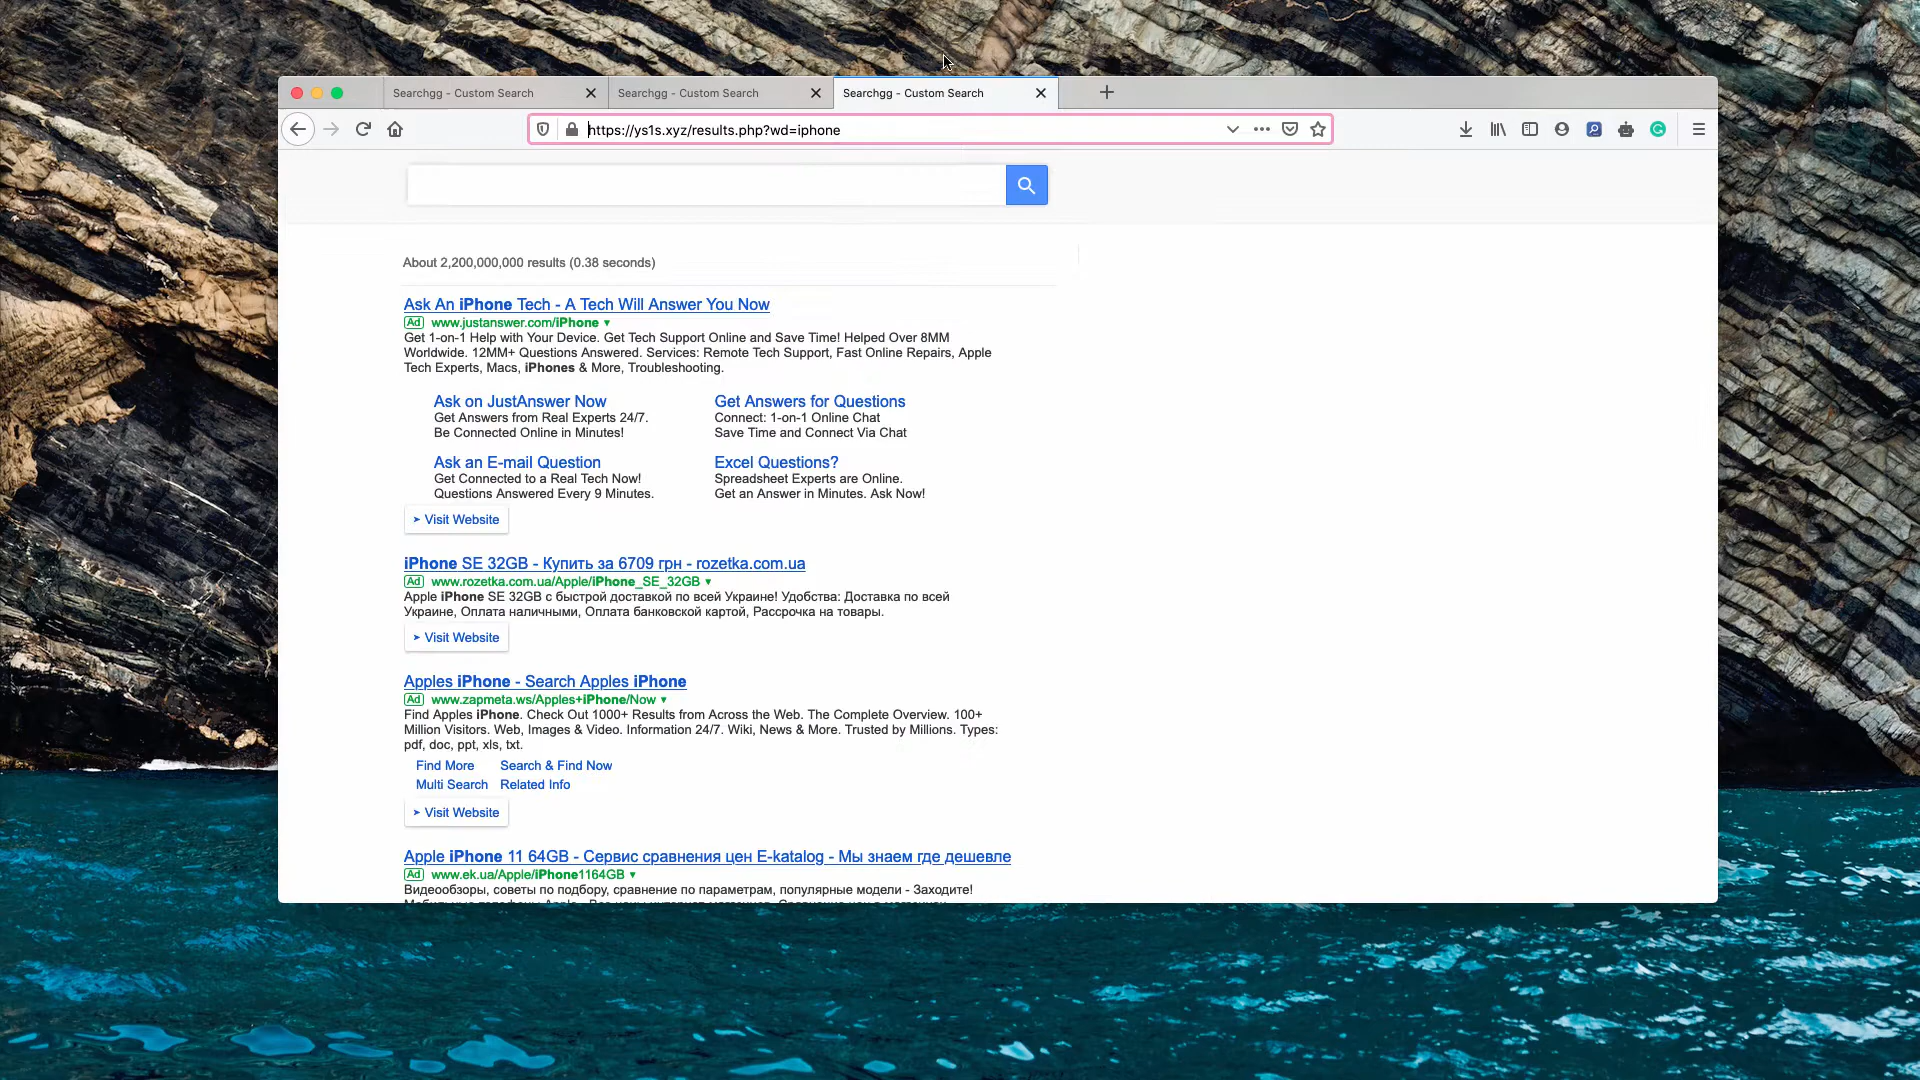 Searchgg - Custom Search
Searchgg - Custom Search
Searchgg - Custom Search
https://ys1s.xyz/results.php?wd=iphone
About 2,200,000,000 results (0.38 seconds)
Ask An iPhone Tech - A Tech Will Answer You Now
Ad www.justanswer.com/iPhone
Get 1-on-1 Help with Your Device. Get Tech Support Online and Save Time! Helped Over 8MM
Worldwide. 12MM+ Questions Answered. Services: Remote Tech Support, Fast Online Repairs, Apple
Tech Experts, Macs, iPhones & More, Troubleshooting.
Ask on JustAnswer Now
Get Answers from Real Experts 24/7.
Be Connected Online in Minutes!
Get Answers for Questions
Connect: 1-on-1 Online Chat
Save Time and Connect Via Chat
Ask an E-mail Question
Get Connected to a Real Tech Now!
Questions Answered Every 9 Minutes.
Excel Questions?
Spreadsheet Experts are Online.
Get an Answer in Minutes. Ask Now!
Visit Website
iPhone SE 32GB - Купить за 6709 грн - rozetka.com.ua
Ad www.rozetka.com.ua/Apple/iPhone_SE_32GB
Apple iPhone SE 32GB с быстрой доставкой по всей Украине! Удобства: Доставка по всей
Украине, Оплата наличными, Оплата банковской картой, Рассрочка на товары.
Visit Website
Apples iPhone - Search Apples iPhone
Ad www.zapmeta.ws/Apples+iPhone/Now
Find Apples iPhone. Check Out 1000+ Results from Across the Web. The Complete Overview. 100+
Million Visitors. Web, Images & Video. Information 24/7. Wiki, News & More. Trusted by Millions. Types:
pdf, doc, ppt, xls, txt.
Find More Search & Find Now
Multi Search Related Info
Visit Website
Apple iPhone 11 64GB - Сервис сравнения цен E-katalog - Мы знаем где дешевле
Ad www.ek.ua/Apple/iPhone1164GB
Видеообзоры, советы по подбору, сравнение по параметрам, популярные модели - Заходите!